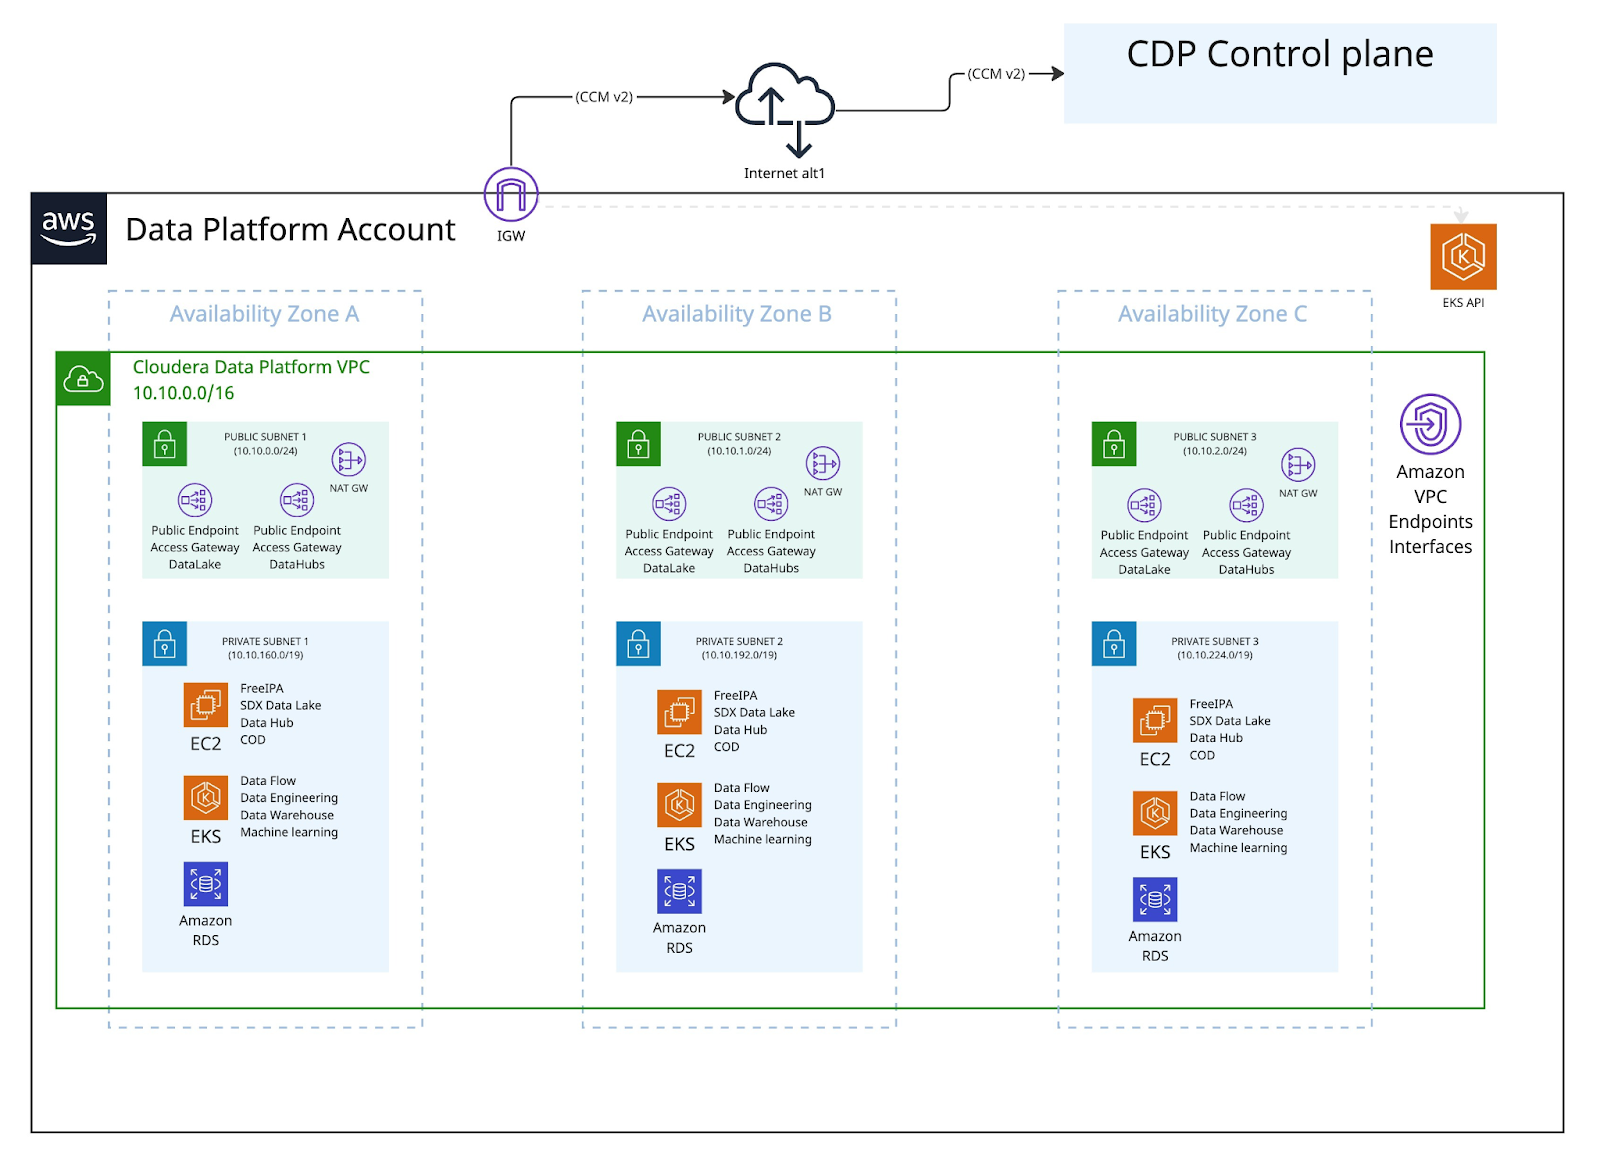 CDP Control plane
(CCM v2)
(CCM v2)
Internet alt1
aws
Data Platform Account
IGW
EKS API
Availability Zone A
Availability Zone B
Availability Zone C
Cloudera Data Platform VPC
10.10.0.0/16
PUBLIC SUBNET 1
(10.10.0.0/24)
NAT GW
Public Endpoint
Access Gateway
DataLake
Public Endpoint
Access Gateway
DataHubs
PUBLIC SUBNET 2
(10.10.1.0/24)
NAT GW
Public Endpoint
Access Gateway
DataLake
Public Endpoint
Access Gateway
DataHubs
PUBLIC SUBNET 3
(10.10.2.0/24)
NAT GW
Public Endpoint
Access Gateway
DataLake
Public Endpoint
Access Gateway
DataHubs
Amazon
VPC
Endpoints
Interfaces
PRIVATE SUBNET 1
(10.10.160.0/19)
FreeIPA
SDX Data Lake
Data Hub
COD
EC2
Data Flow
Data Engineering
Data Warehouse
Machine learning
EKS
Amazon
RDS
PRIVATE SUBNET 2
(10.10.192.0/19)
FreeIPA
SDX Data Lake
Data Hub
COD
EC2
Data Flow
Data Engineering
Data Warehouse
Machine learning
EKS
Amazon
RDS
PRIVATE SUBNET 3
(10.10.224.0/19)
FreeIPA
SDX Data Lake
Data Hub
COD
EC2
Data Flow
Data Engineering
Data Warehouse
Machine learning
EKS
Amazon
RDS